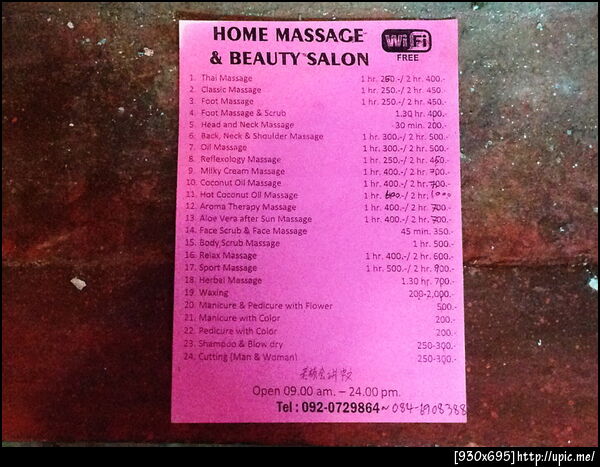 HOME MASSAGE
& BEAUTY SALON
WiFi
FREE
1. Thai Massage 1 hr. 250.-/ 2 hr. 400.-
2. Classic Massage 1 hr. 250.-/ 2 hr. 450
3. Foot Massage 1 hr. 250.-/ 2 hr. 450.-
4. Foot Massage & Scrub 1.30 hr. 400.-
5. Head and Neck Massage 30 min. 200.-
6. Back, Neck & Shoulder Massage 1 hr. 300.-/ 2 hr. 500.-
7. Oil Massage 1 hr. 300.-/ 2 hr. 500.-
8. Reflexology Massage 1 hr. 250.-/ 2 hr. 450.-
9. Milky Cream Massage 1 hr. 400.-/ 2 hr. 700.-
10. Coconut Oil Massage 1 hr. 400.-/ 2 hr. 700.-
11. Hot Coconut Oil Massage 1 hr. 600.-/ 2 hr. 1000
12. Aroma Therapy Massage 1 hr. 400.-/ 2 hr. 700.-
13. Aloe Vera after Sun Massage 1 hr. 400.-/ 2 hr. 700.-
14. Face Scrub & Face Massage 45 min. 350.-
15. Body Scrub Massage 1 hr. 500.-
16. Relax Massage 1 hr. 400.-/ 2 hr. 600.-
17. Sport Massage 1 hr. 500.-/ 2 hr. 900.-
18. Herbal Massage 1.30 hr. 700.-
19. Waxing 200-2,000.-
20. Manicure & Pedicure with Flower 500.-
21. Manicure with Color 200.-
22. Pedicure with Color 200.-
23. Shampoo & Blow dry 250-300.-
24. Cutting (Man & Woman) 250-300.-
Open 09.00 am. – 24.00 pm.
Tel : 092-0729864 ~ 084-6908388
[930x695] http://upic.me/